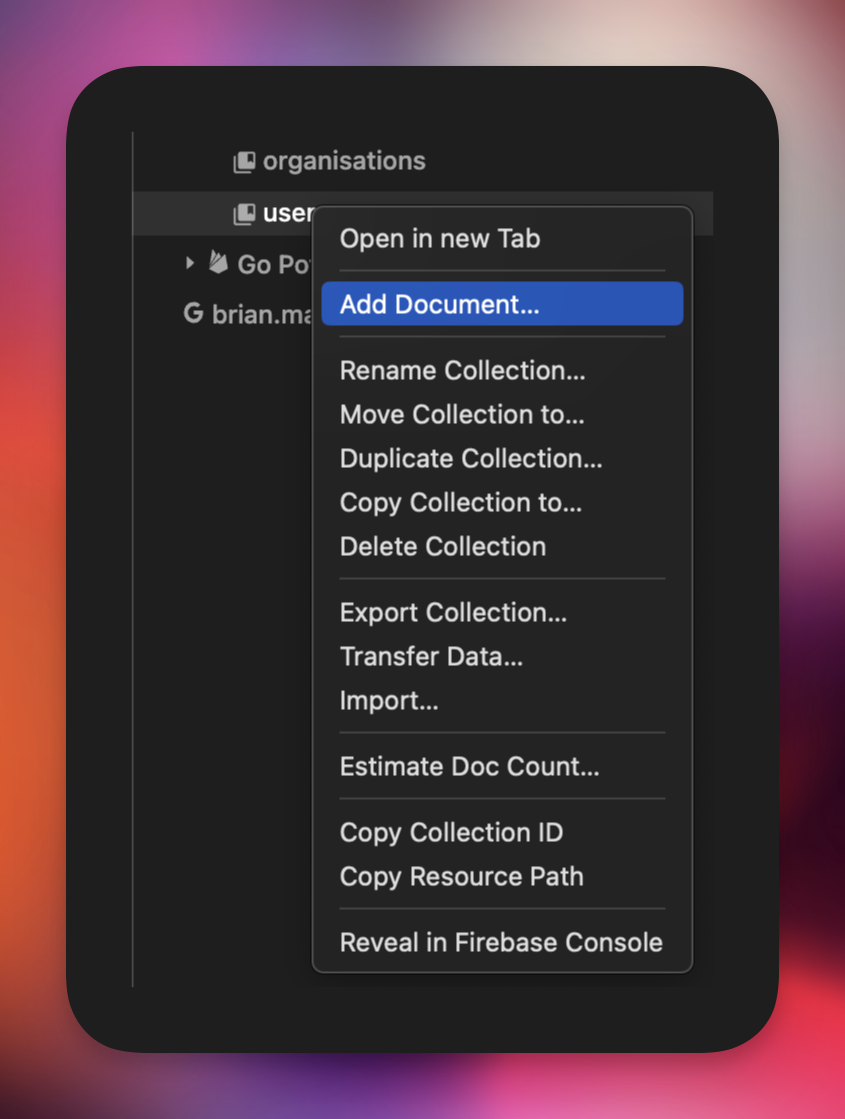 organisations
user
Open in new Tab
Go Po
Add Document...
brian.ma
Rename Collection...
Move Collection to...
Duplicate Collection...
Copy Collection to...
Delete Collection
Export Collection...
Transfer Data...
Import...
Estimate Doc Count...
Copy Collection ID
Copy Resource Path
Reveal in Firebase Console